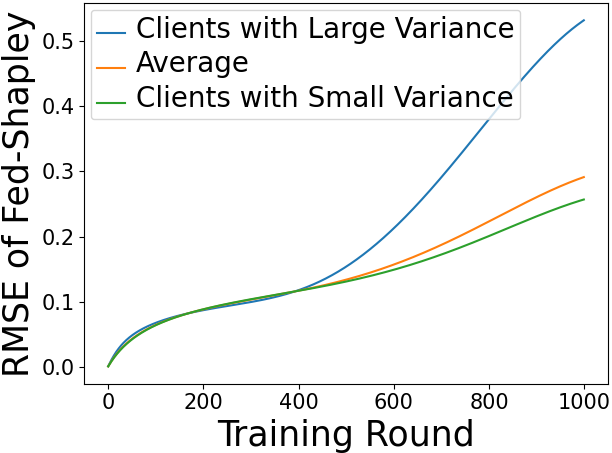 Clients with Large Variance
Average
Clients with Small Variance
RMSE of Fed-Shapley
0.5
0.4
0.3
0.2
0.1
0.0
0 200 400 600 800 1000
Training Round